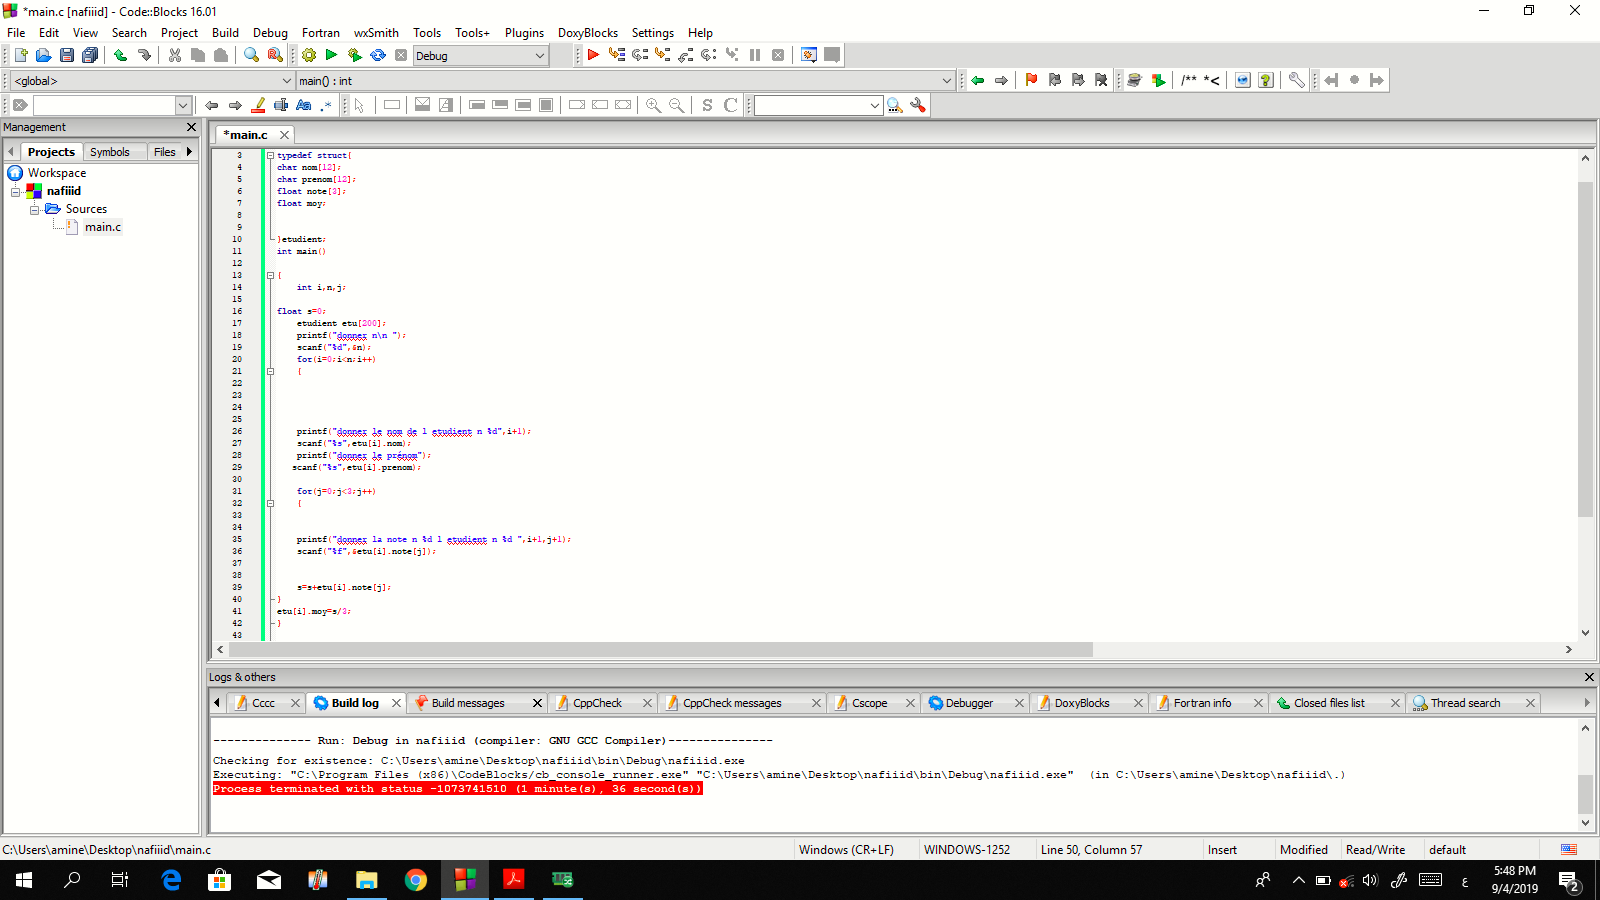 *main.c [nafiiid] - Code::Blocks 16.01
File Edit View Search Project Build Debug Fortran wxSmith Tools Tools+ Plugins DoxyBlocks Settings Help
Debug
<global> main() : int
/** *<
Aa .*
S C
Management
*main.c
Projects Symbols Files
Workspace
nafiiid
Sources
main.c
3 typedef struct{
4 char nom[12];
5 char prenom[12];
6 float note[3];
7 float moy;
8
9
10 }etudient;
11 int main()
12
13 {
14 int i,n,j;
15
16 float s=0;
17 etudient etu[200];
18 printf("donner n\n ");
19 scanf("%d",&n);
20 for(i=0;i<n;i++)
21 {
22
23
24
25
26 printf("donner le nom de l etudient n %d",i+1);
27 scanf("%s",etu[i].nom);
28 printf("donner le prénom");
29 scanf("%s",etu[i].prenom);
30
31 for(j=0;j<3;j++)
32 {
33
34
35 printf("donner la note n %d l etudient n %d ",i+1,j+1);
36 scanf("%f",&etu[i].note[j]);
37
38
39 s=s+etu[i].note[j];
40 }
41 etu[i].moy=s/3;
42 }
43
Logs & others
Cccc Build log Build messages CppCheck CppCheck messages Cscope Debugger DoxyBlocks Fortran info Closed files list Thread search
-------------- Run: Debug in nafiiid (compiler: GNU GCC Compiler)---------------
Checking for existence: C:\Users\amine\Desktop\nafiiid\bin\Debug\nafiiid.exe
Executing: "C:\Program Files (x86)\CodeBlocks/cb_console_runner.exe" "C:\Users\amine\Desktop\nafiiid\bin\Debug\nafiiid.exe" (in C:\Users\amine\Desktop\nafiiid\.)
Process terminated with status -1073741510 (1 minute(s), 36 second(s))
C:\Users\amine\Desktop\nafiiid\main.c Windows (CR+LF) WINDOWS-1252 Line 50, Column 57 Insert Modified Read/Write default
ع
5:48 PM
9/4/2019
2